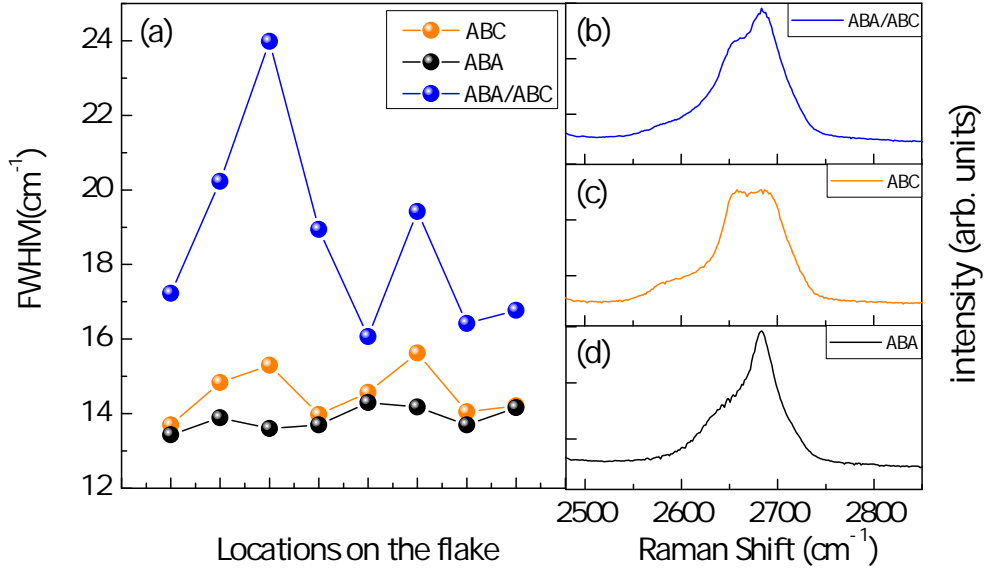 (a)
ABC
ABA
ABA/ABC
24
22
20
18
16
14
12
FWHM(cm⁻¹)
Locations on the flake
(b)
ABA/ABC
(c)
ABC
(d)
ABA
2500 2600 2700 2800
Raman Shift (cm⁻¹)
intensity (arb. units)